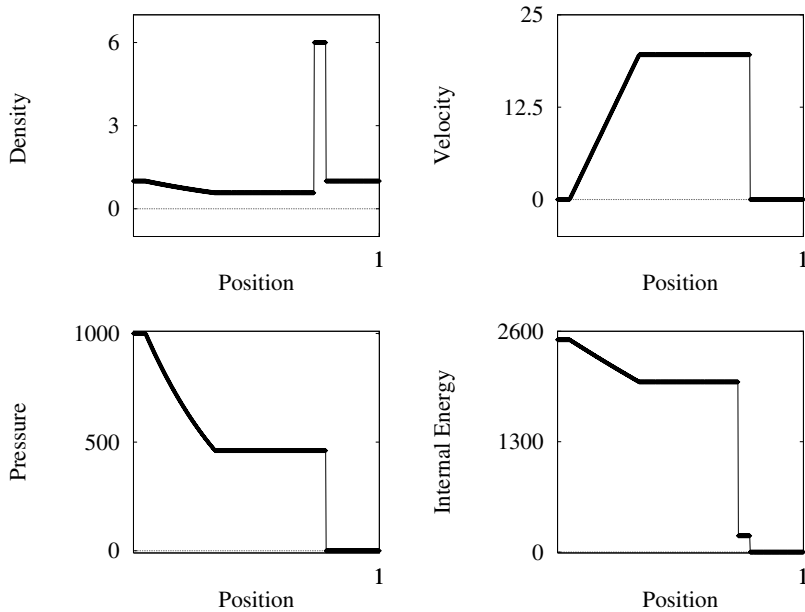 6
3
0
Density
1
Position
25
12.5
0
Velocity
1
Position
1000
500
0
Pressure
1
Position
2600
1300
0
Internal Energy
1
Position